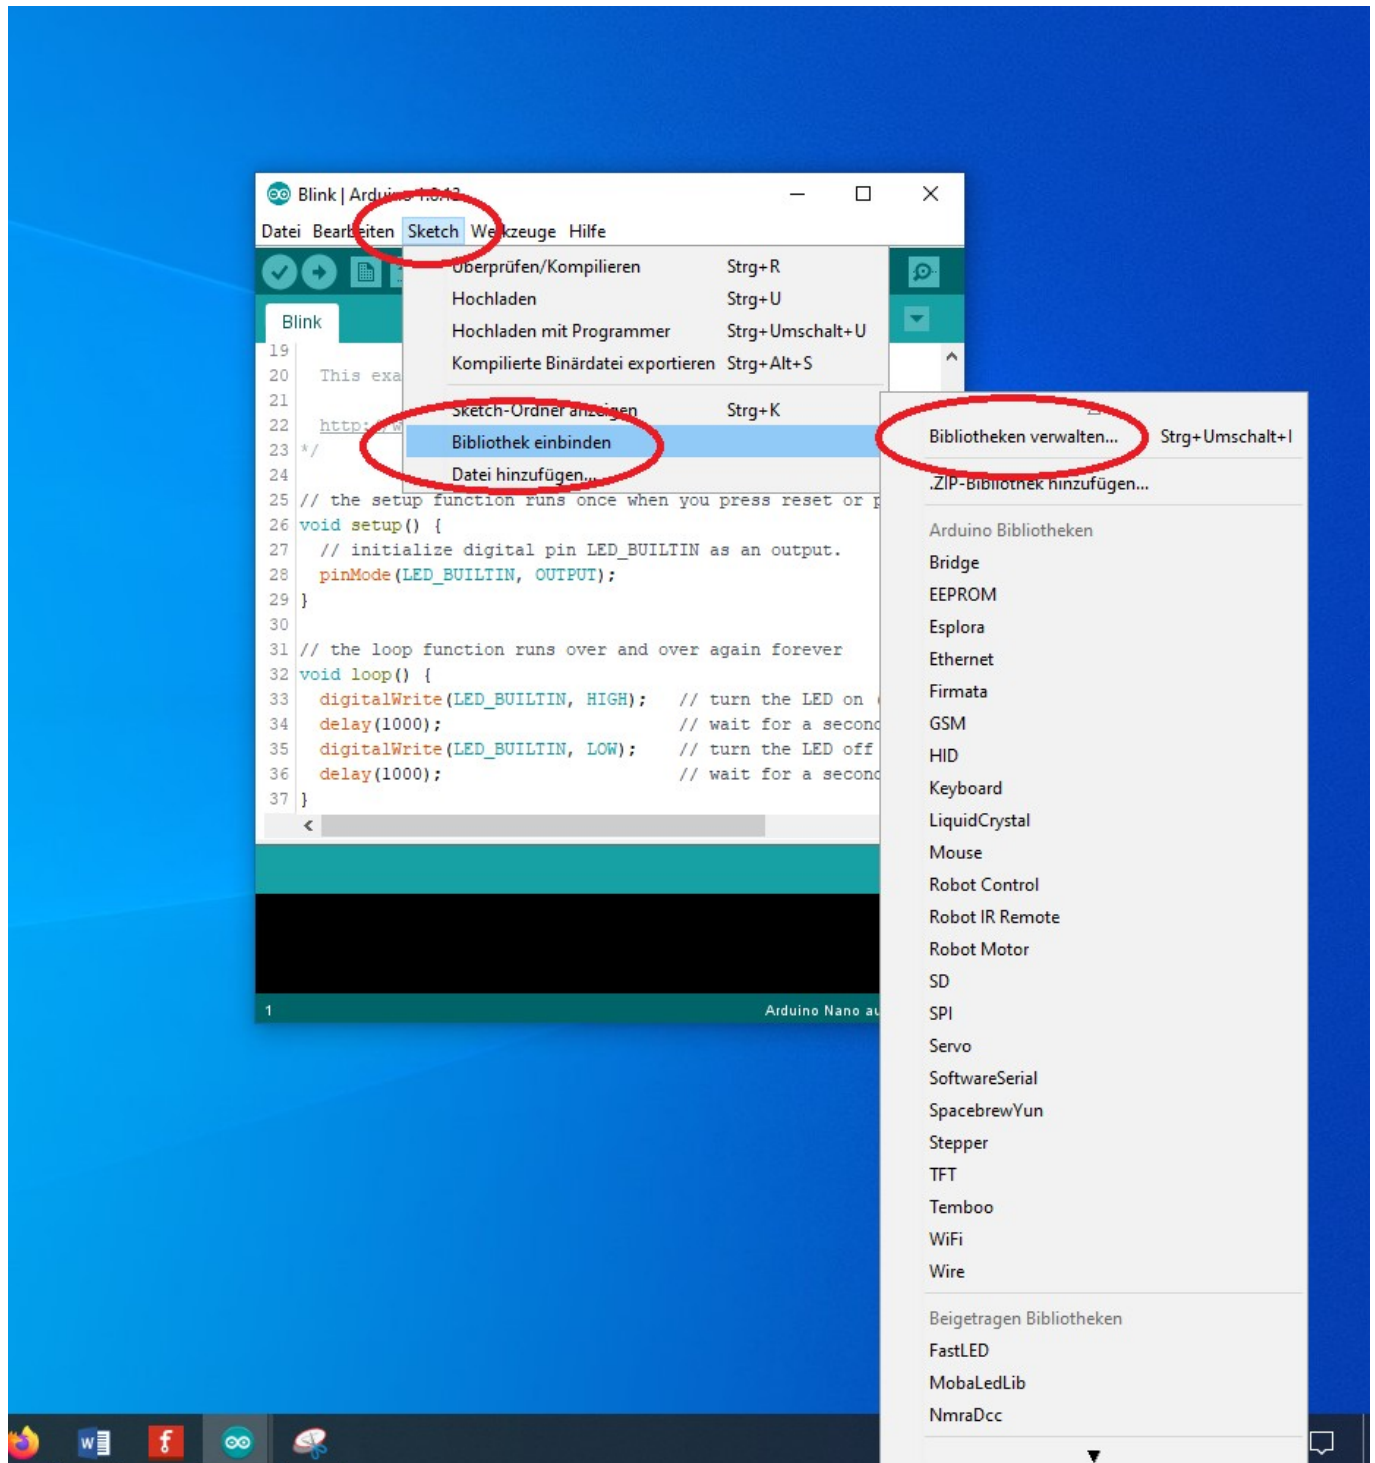 Blink | Arduino 1.8.13
Datei Bearbeiten Sketch Werkzeuge Hilfe
Überprüfen/Kompilieren Strg+R
Hochladen Strg+U
Hochladen mit Programmer Strg+Umschalt+U
Kompilierte Binärdatei exportieren Strg+Alt+S
Sketch-Ordner anzeigen Strg+K
Bibliothek einbinden
Datei hinzufügen...
Blink
19
20 This exa
21
22 http://w
23 */
24
25 // the setup function runs once when you press reset or p
26 void setup() {
27 // initialize digital pin LED_BUILTIN as an output.
28 pinMode(LED_BUILTIN, OUTPUT);
29 }
30
31 // the loop function runs over and over again forever
32 void loop() {
33 digitalWrite(LED_BUILTIN, HIGH); // turn the LED on (
34 delay(1000); // wait for a second
35 digitalWrite(LED_BUILTIN, LOW); // turn the LED off
36 delay(1000); // wait for a second
37 }
1 Arduino Nano au
Bibliotheken verwalten... Strg+Umschalt+I
.ZIP-Bibliothek hinzufügen...
Arduino Bibliotheken
Bridge
EEPROM
Esplora
Ethernet
Firmata
GSM
HID
Keyboard
LiquidCrystal
Mouse
Robot Control
Robot IR Remote
Robot Motor
SD
SPI
Servo
SoftwareSerial
SpacebrewYun
Stepper
TFT
Temboo
WiFi
Wire
Beigetragen Bibliotheken
FastLED
MobaLedLib
NmraDcc